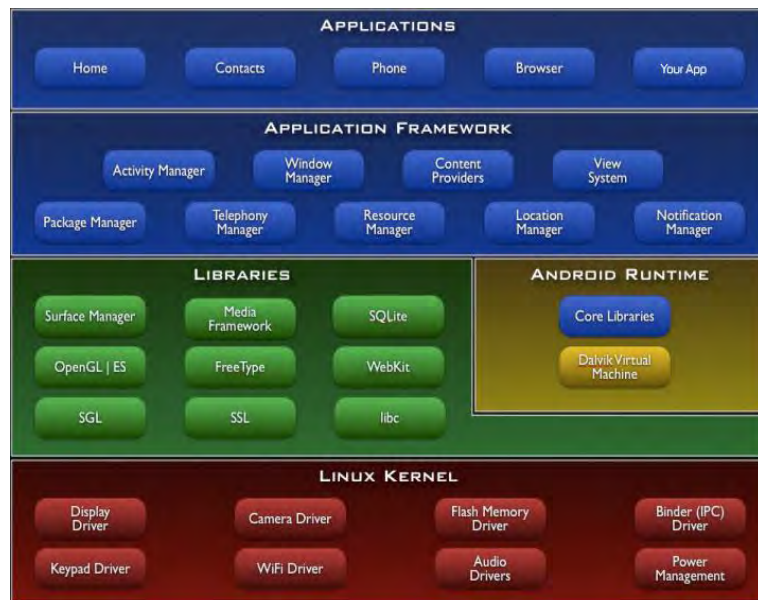 APPLICATIONS
Home
Contacts
Phone
Browser
Your App
APPLICATION FRAMEWORK
Activity Manager
Window
Manager
Content
Providers
View
System
Package Manager
Telephony
Manager
Resource
Manager
Location
Manager
Notification
Manager
LIBRARIES
Surface Manager
Media
Framework
SQLite
OpenGL | ES
FreeType
WebKit
SGL
SSL
libc
ANDROID RUNTIME
Core Libraries
Dalvik Virtual
Machine
LINUX KERNEL
Display
Driver
Camera Driver
Flash Memory
Driver
Binder (IPC)
Driver
Keypad Driver
WiFi Driver
Audio
Drivers
Power
Management